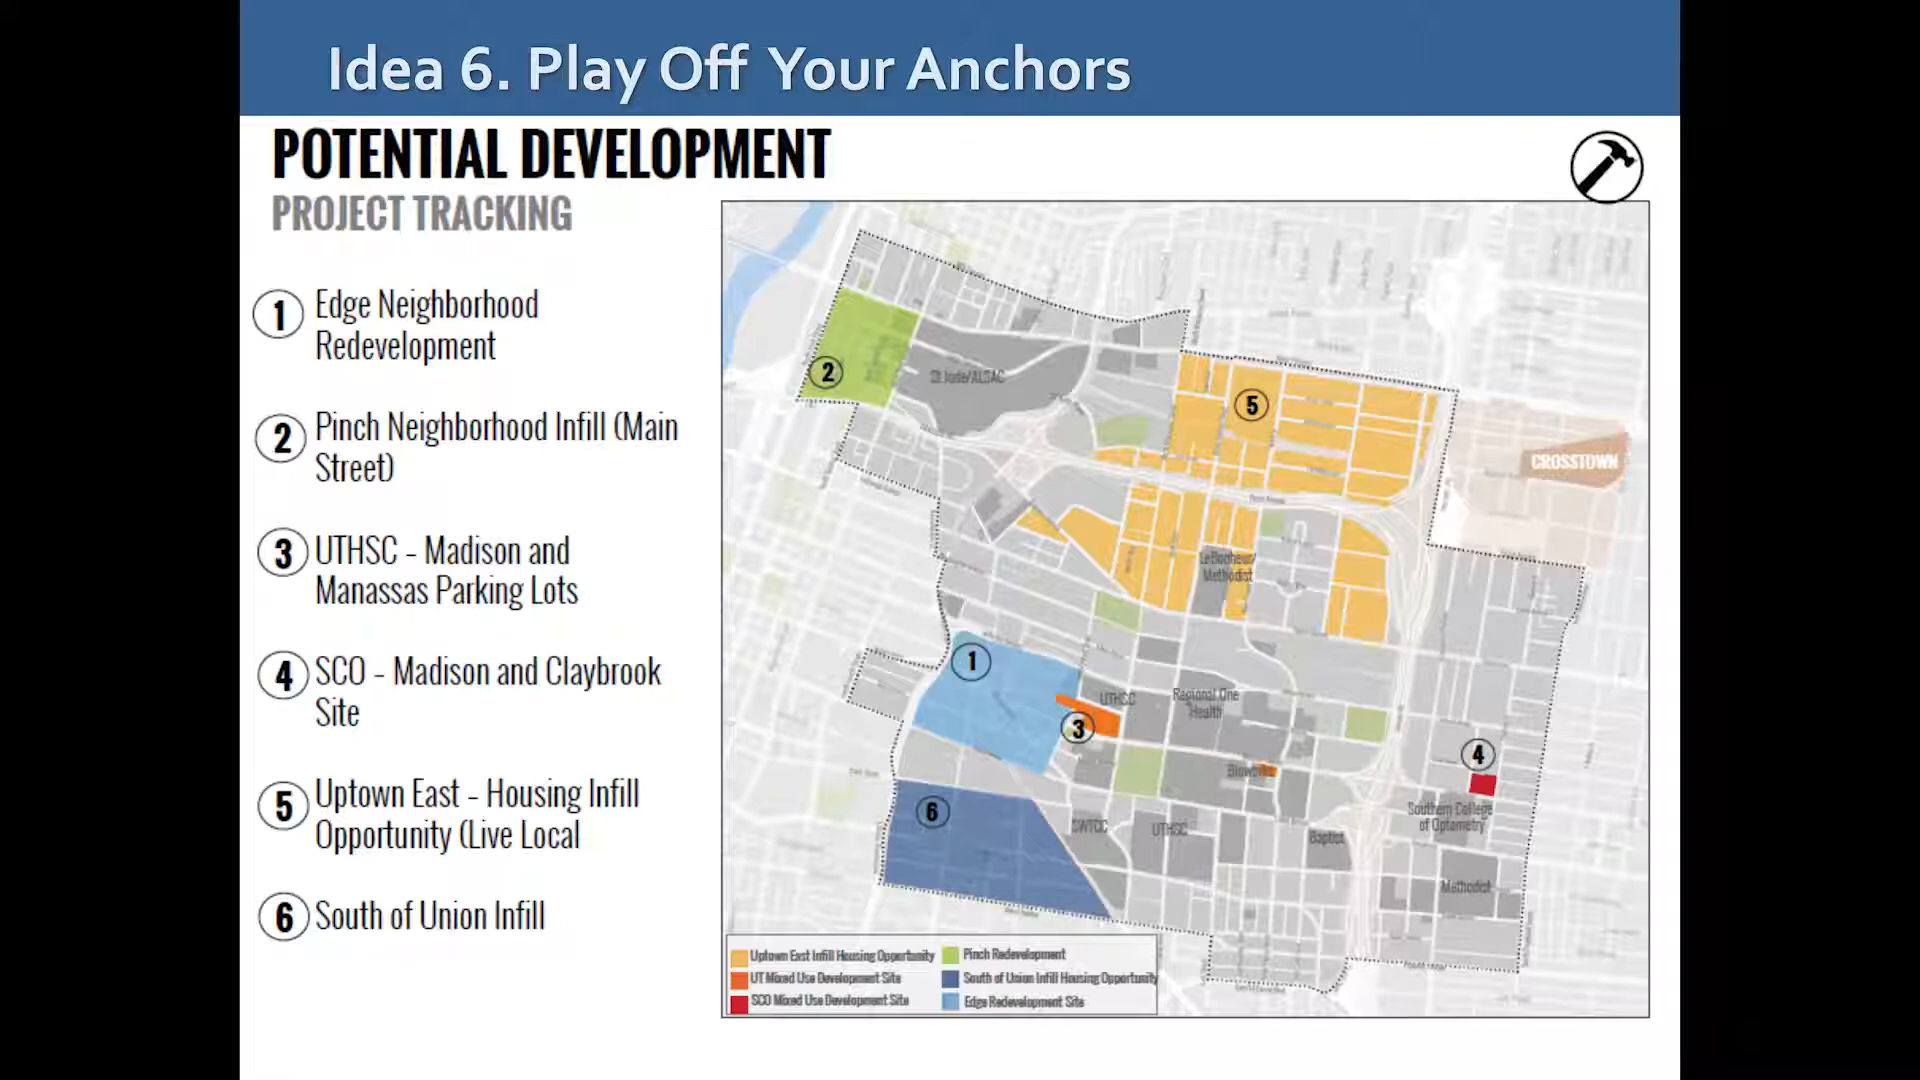 Idea 6. Play Off Your Anchors
POTENTIAL DEVELOPMENT
PROJECT TRACKING
1 Edge Neighborhood
Redevelopment
2 Pinch Neighborhood Infill (Main
Street)
3 UTHSC – Madison and
Manassas Parking Lots
4 SCO – Madison and Claybrook
Site
5 Uptown East – Housing Infill
Opportunity (Live Local
6 South of Union Infill
2
St Jude/ALSAC
5
CROSSTOWN
LeBonheur/
Methodist
1
UTHSC
Regional One
Health
3
4
Bioworks
6
Southern College
of Optometry
SWTCC
UTHSC
Baptist
Methodist
Uptown East Infill Housing Opportunity
UT Mixed Use Development Site
SCO Mixed Use Development Site
Pinch Redevelopment
South of Union Infill Housing Opportunity
Edge Redevelopment Site